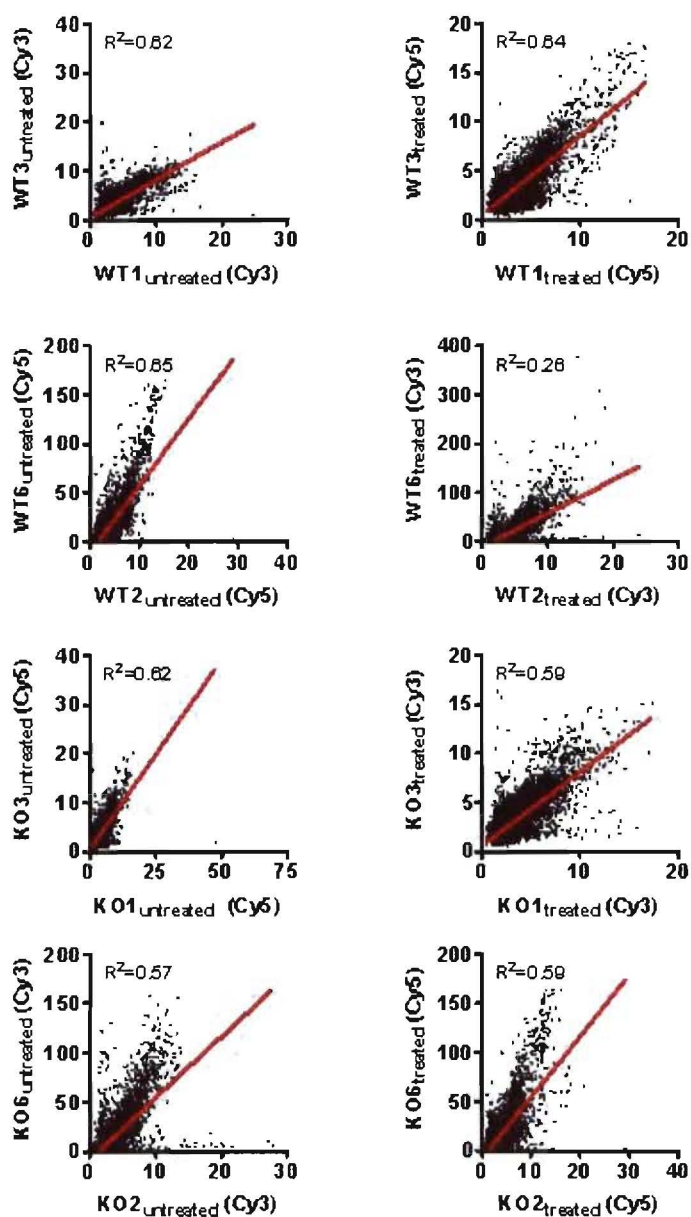 40
30
20
10
0
0 10 20 30
R²=0.62
WT3untreated (Cy3)
WT1untreated (Cy3)
20
15
10
5
0
0 10 20
R²=0.64
WT3treated (Cy5)
WT1treated (Cy5)
200
150
100
50
0
0 10 20 30 40
R²=0.65
WT6untreated (Cy5)
WT2untreated (Cy5)
400
300
200
100
0
0 10 20 30
R²=0.26
WT6treated (Cy3)
WT2treated (Cy3)
40
30
20
10
0
0 25 50 75
R²=0.62
KO3untreated (Cy5)
KO1untreated (Cy5)
20
15
10
5
0
0 10 20
R²=0.59
KO3treated (Cy3)
KO1treated (Cy3)
200
150
100
50
0
0 10 20 30
R²=0.57
KO6untreated (Cy3)
KO2untreated (Cy3)
200
150
100
50
0
0 10 20 30 40
R²=0.59
KO6treated (Cy5)
KO2treated (Cy5)